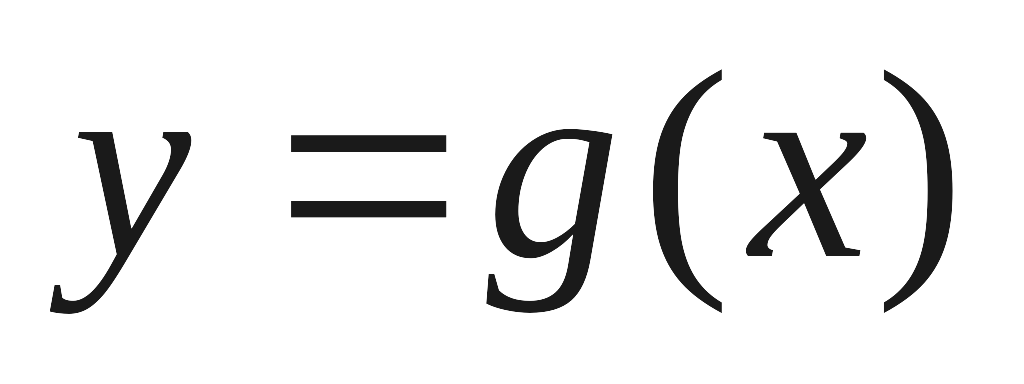 y = g(x)